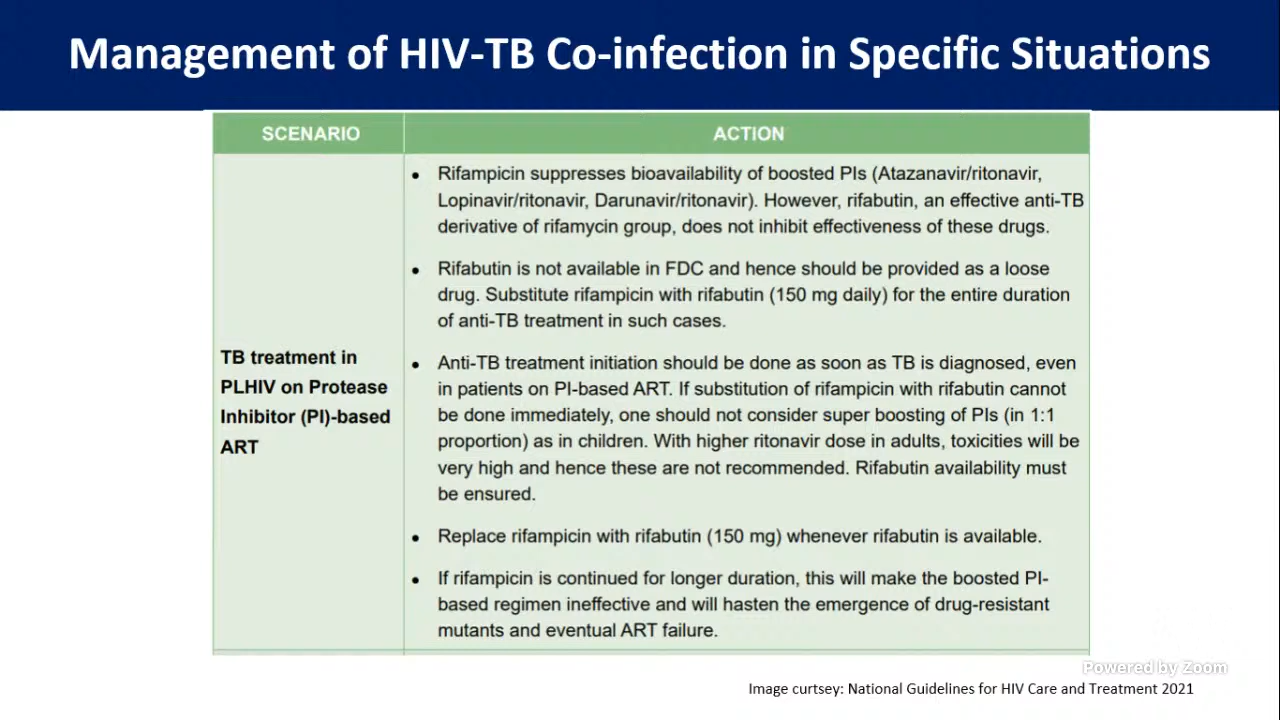 Management of HIV-TB Co-infection in Specific Situations
SCENARIO
ACTION
TB treatment in
PLHIV on Protease
Inhibitor (PI)-based
ART
• Rifampicin suppresses bioavailability of boosted PIs (Atazanavir/ritonavir,
Lopinavir/ritonavir, Darunavir/ritonavir). However, rifabutin, an effective anti-TB
derivative of rifamycin group, does not inhibit effectiveness of these drugs.
• Rifabutin is not available in FDC and hence should be provided as a loose
drug. Substitute rifampicin with rifabutin (150 mg daily) for the entire duration
of anti-TB treatment in such cases.
• Anti-TB treatment initiation should be done as soon as TB is diagnosed, even
in patients on PI-based ART. If substitution of rifampicin with rifabutin cannot
be done immediately, one should not consider super boosting of PIs (in 1:1
proportion) as in children. With higher ritonavir dose in adults, toxicities will be
very high and hence these are not recommended. Rifabutin availability must
be ensured.
• Replace rifampicin with rifabutin (150 mg) whenever rifabutin is available.
• If rifampicin is continued for longer duration, this will make the boosted PI-
based regimen ineffective and will hasten the emergence of drug-resistant
mutants and eventual ART failure.
Powered by Zoom
Image curtsey: National Guidelines for HIV Care and Treatment 2021